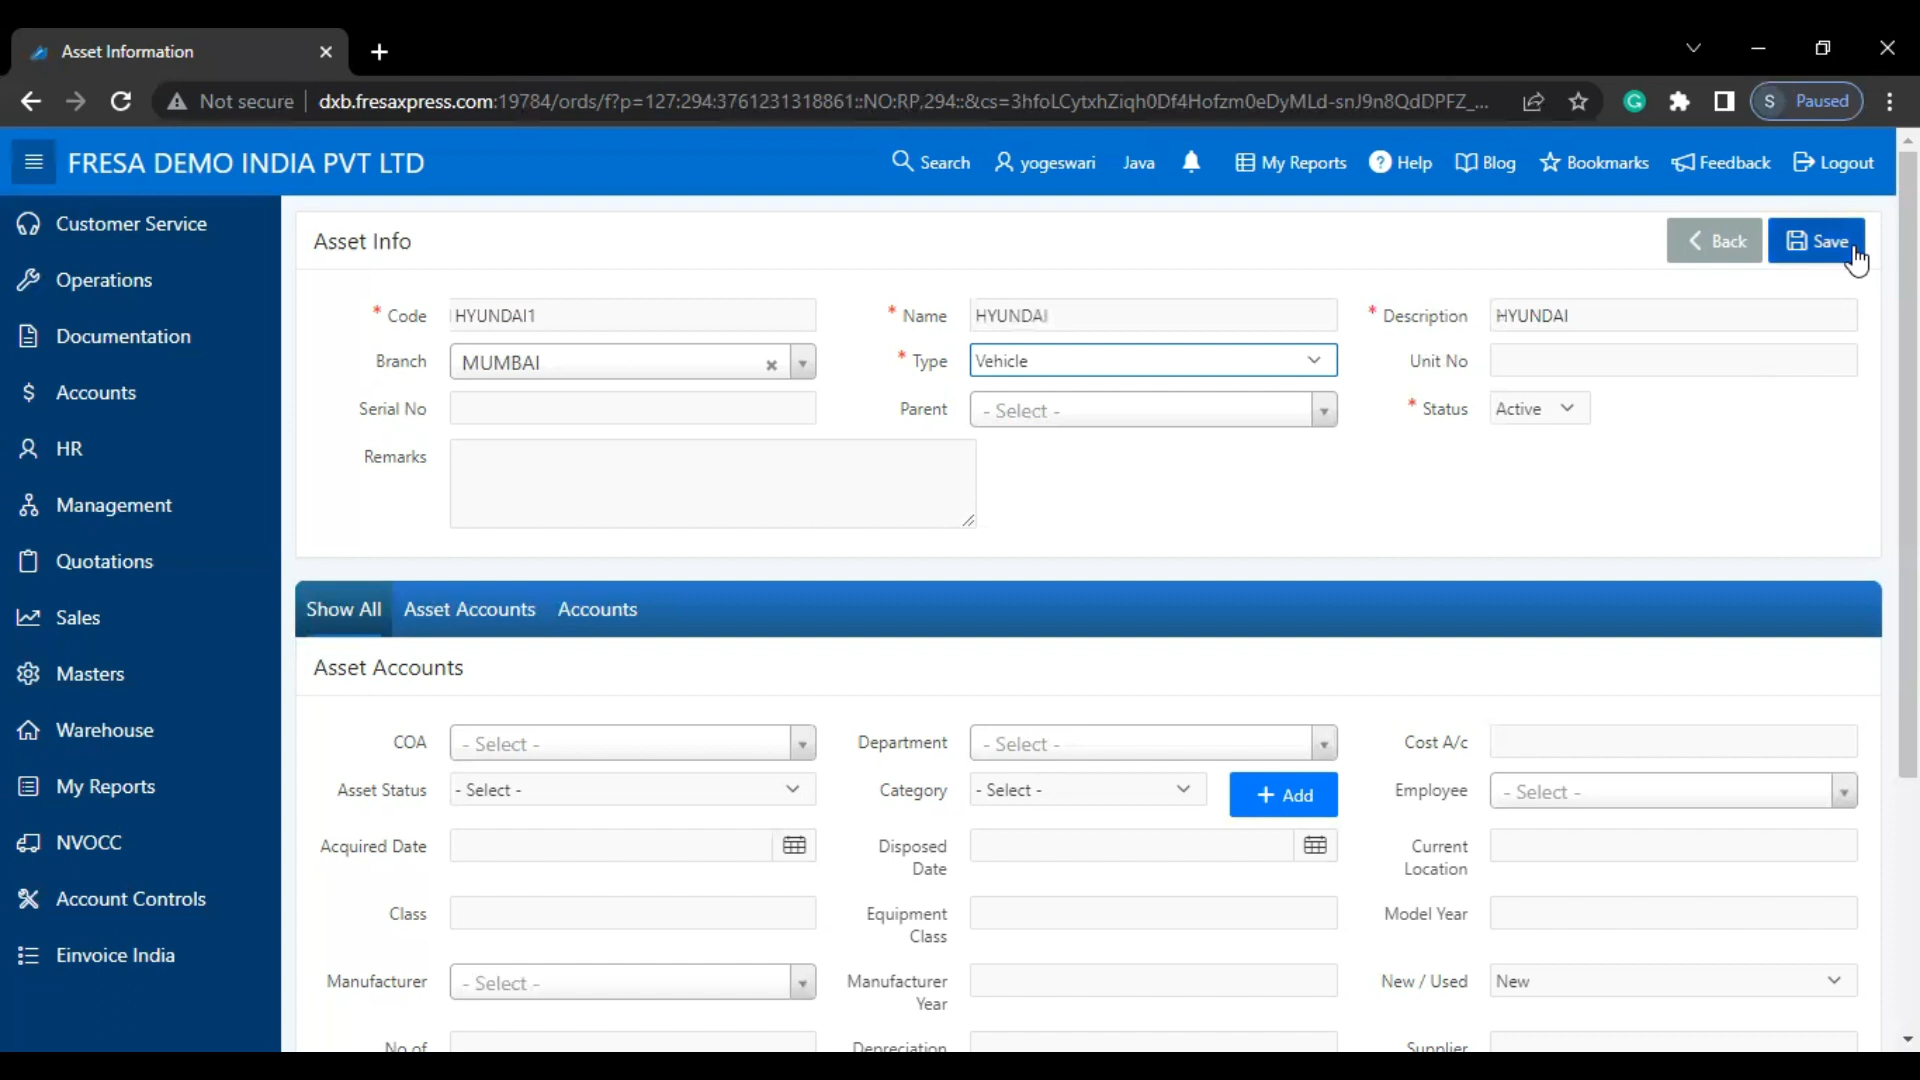 Asset Information
Not secure dxb.fresaxpress.com:19784/ords/f?p=127:294:3761231318861::NO:RP,294::&cs=3hfoLCytxhZiqh0Df4Hofzm0eDyMLd-snJ9n8QdDPFZ_... S Paused
FRESA DEMO INDIA PVT LTD Search yogeswari Java My Reports ? Help Blog Bookmarks Feedback Logout
Customer Service
Operations
Documentation
Accounts
HR
Management
Quotations
Sales
Masters
Warehouse
My Reports
NVOCC
Account Controls
Einvoice India
Asset Info Back Save
* Code HYUNDAI1 * Name HYUNDAI * Description HYUNDAI
Branch MUMBAI * Type Vehicle Unit No
Serial No Parent - Select - * Status Active
Remarks
Show All Asset Accounts Accounts
Asset Accounts
COA - Select - Department - Select - Cost A/c
Asset Status - Select - Category - Select - + Add Employee - Select -
Acquired Date Disposed Date Current Location
Class Equipment Class Model Year
Manufacturer - Select - Manufacturer Year New / Used New
No of Depreciation Supplier